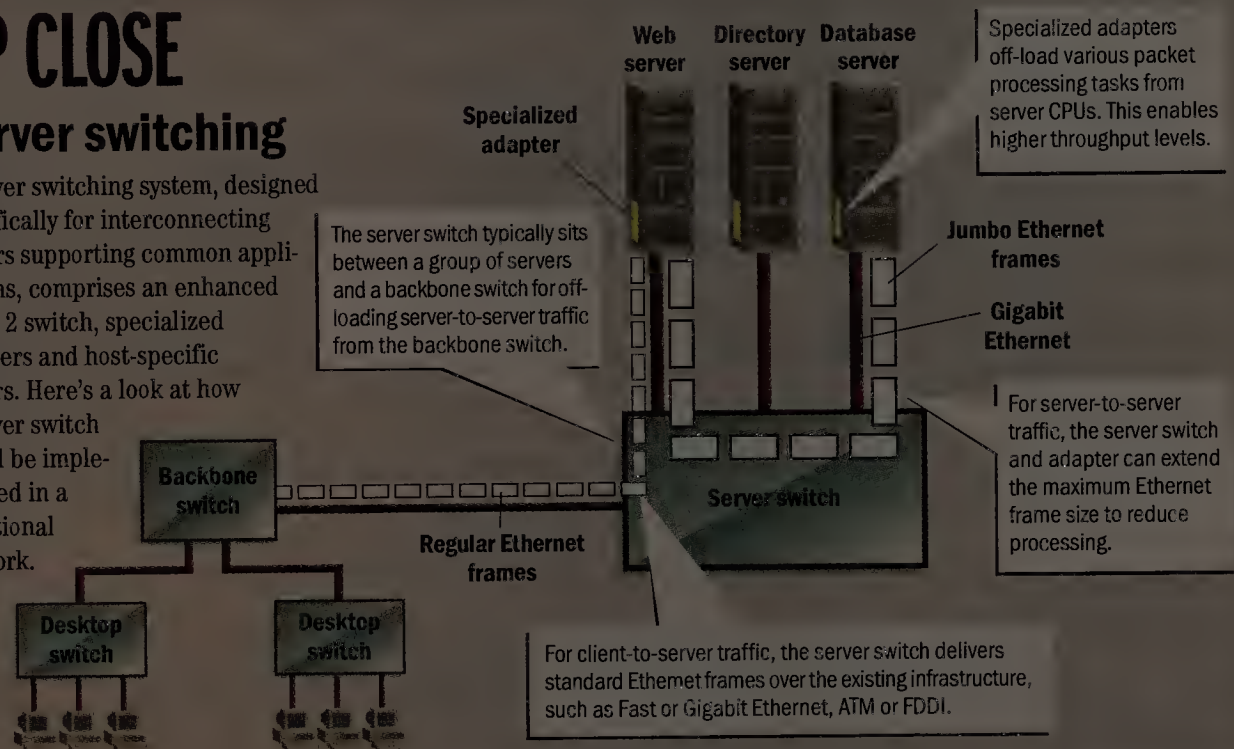 P CLOSE
rver switching
ver switching system, designed
fically for interconnecting
rs supporting common appli-
ns, comprises an enhanced
2 switch, specialized
ers and host-specific
rs. Here's a look at how
ver switch
d be imple-
ed in a
tional
ork.
Web
server
Directory
server
Database
server
Specialized
adapter
Specialized adapters
off-load various packet
processing tasks from
server CPUs. This enables
higher throughput levels.
The server switch typically sits
between a group of servers
and a backbone switch for off-
loading server-to-server traffic
from the backbone switch.
Jumbo Ethernet
frames
Gigabit
Ethernet
For server-to-server
traffic, the server switch
and adapter can extend
the maximum Ethernet
frame size to reduce
processing.
Backbone
switch
Server switch
Regular Ethernet
frames
Desktop
switch
Desktop
switch
For client-to-server traffic, the server switch delivers
standard Ethernet frames over the existing infrastructure,
such as Fast or Gigabit Ethernet, ATM or FDDI.